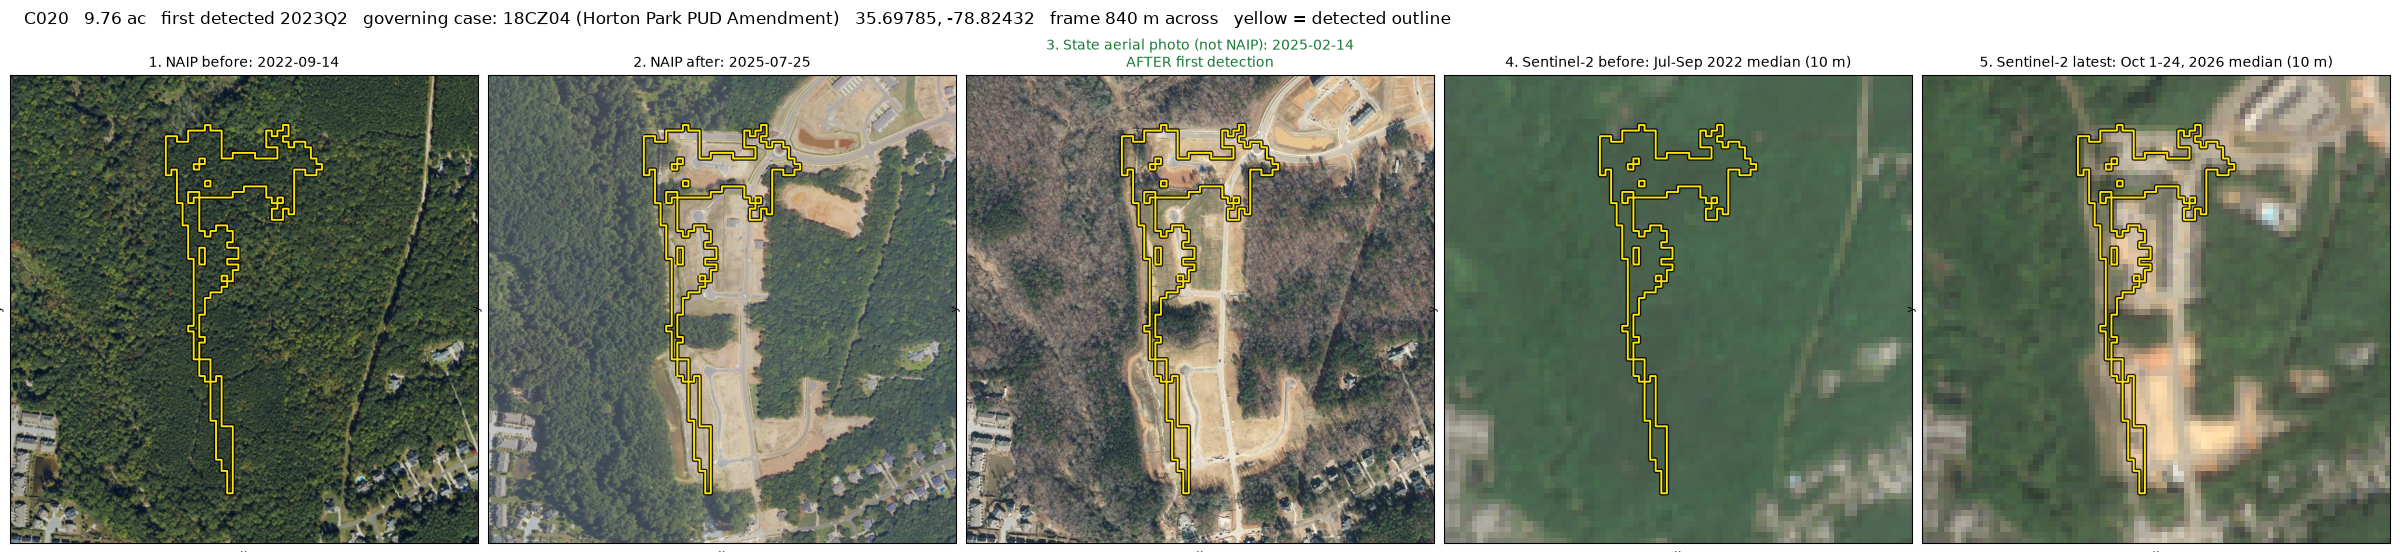 C020 9.76 ac first detected 2023Q2 governing case: 18CZ04 (Horton Park PUD Amendment) 35.69785, -78.82432 frame 840 m across yellow = detected outline
1. NAIP before: 2022-09-14
2. NAIP after: 2025-07-25
3. State aerial photo (not NAIP): 2025-02-14
AFTER first detection
4. Sentinel-2 before: Jul-Sep 2022 median (10 m)
5. Sentinel-2 latest: Oct 1-24, 2026 median (10 m)